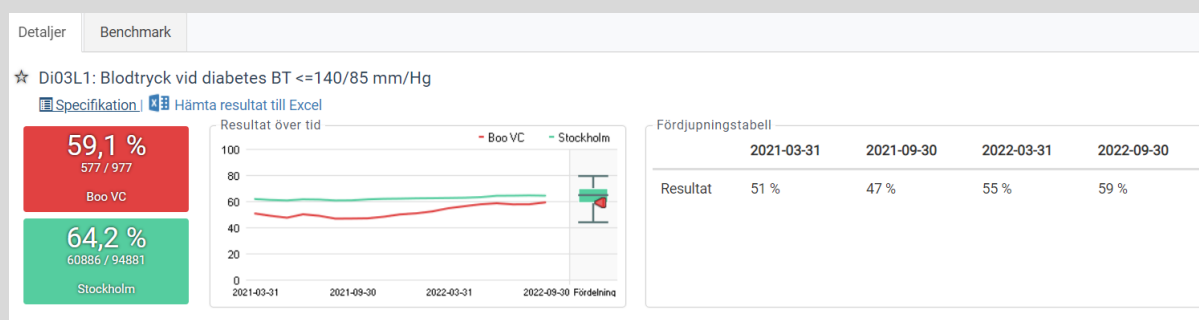 Detaljer
Benchmark
Di03L1: Blodtryck vid diabetes BT <=140/85 mm/Hg
Specifikation | Hämta resultat till Excel
59,1 %
577 / 977
Boo VC
64,2 %
60886 / 94881
Stockholm
Resultat över tid
Boo VC
Stockholm
100
80
60
40
20
0
2021-03-31
2021-09-30
2022-03-31
2022-09-30
Fördelning
Fördjupningstabell
2021-03-31 2021-09-30 2022-03-31 2022-09-30
Resultat 51 % 47 % 55 % 59 %